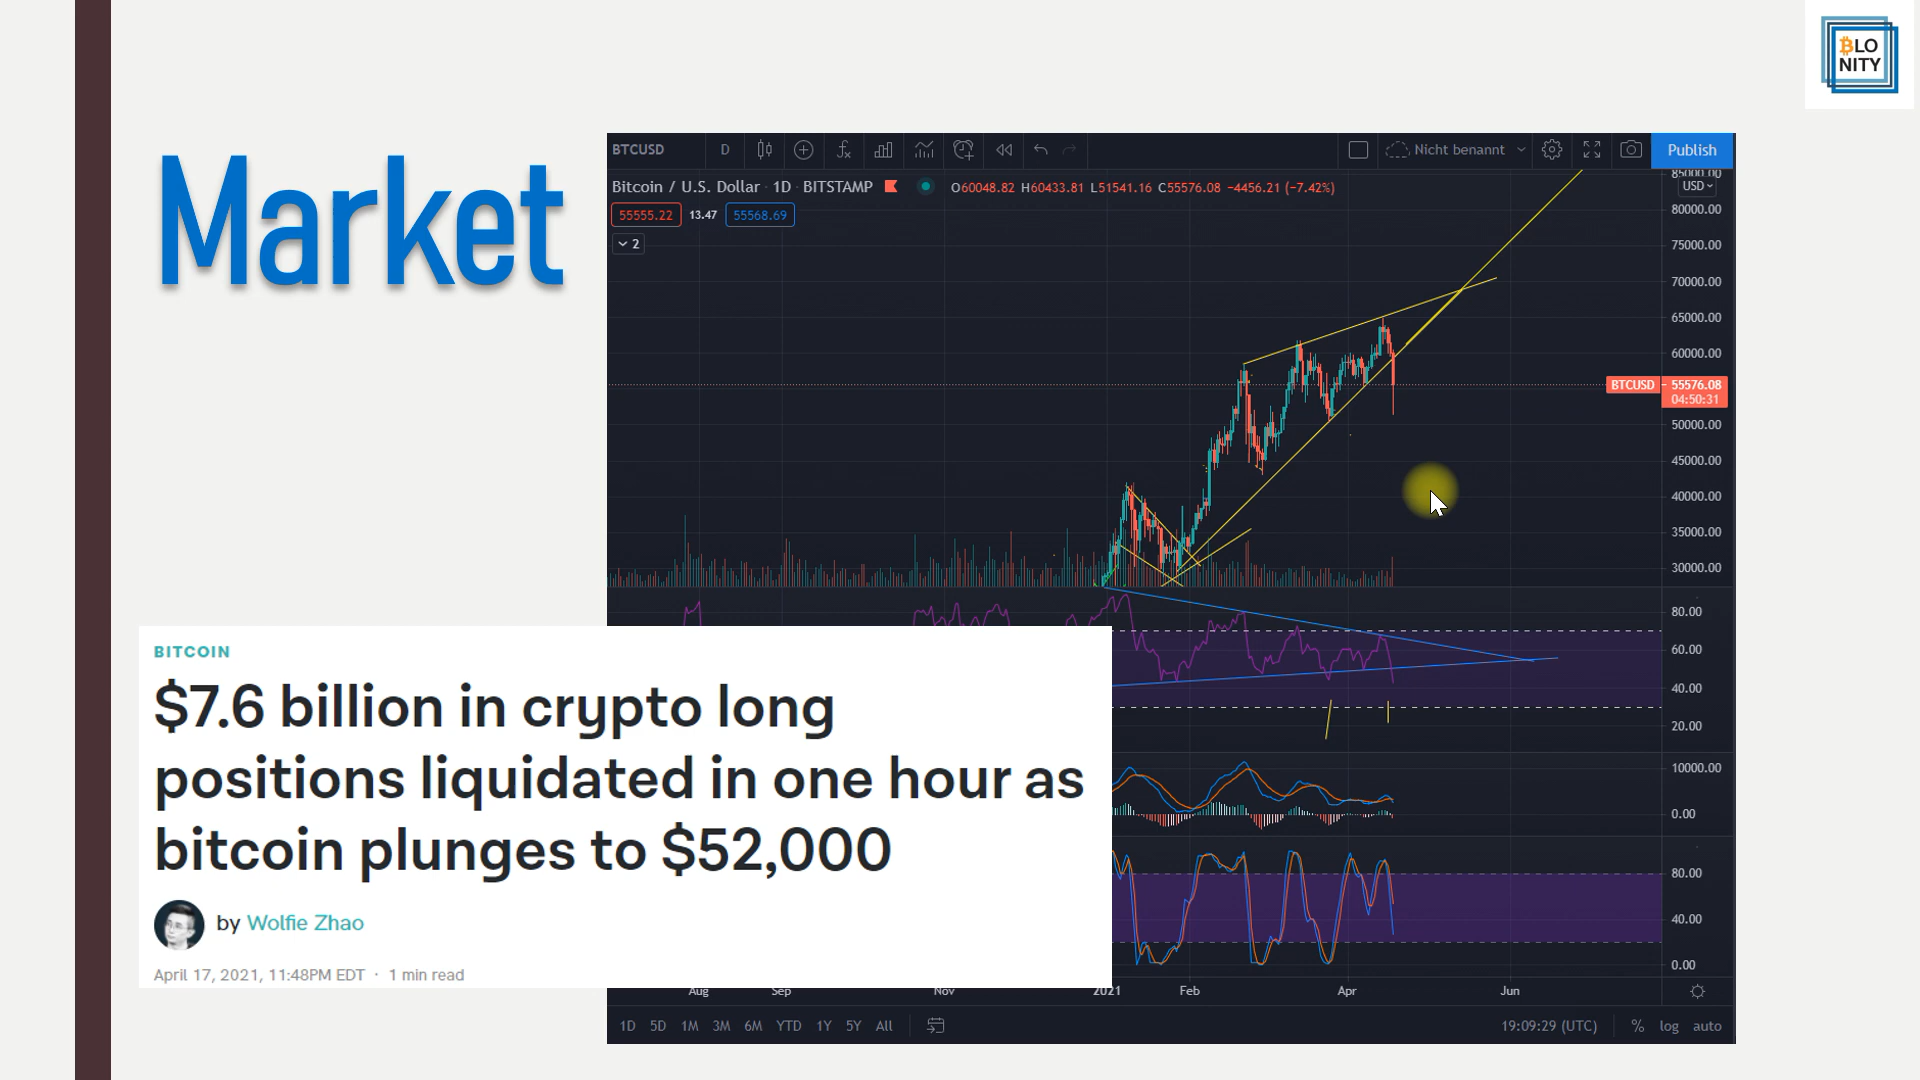 ₿LO
NITY
Market
BTCUSD D Nicht benannt Publish
Bitcoin / U.S. Dollar · 1D · BITSTAMP O60048.82 H60433.81 L51541.16 C55576.08 −4456.21 (−7.42%)
55555.22 13.47 55568.69
2
85000.00
USD
80000.00
75000.00
70000.00
65000.00
60000.00
BTCUSD 55576.08
04:50:31
50000.00
45000.00
40000.00
35000.00
30000.00
80.00
60.00
40.00
20.00
10000.00
0.00
80.00
40.00
0.00
BITCOIN
$7.6 billion in crypto long
positions liquidated in one hour as
bitcoin plunges to $52,000
by Wolfie Zhao
April 17, 2021, 11:48PM EDT · 1 min read
Aug Sep Nov 2021 Feb Apr Jun
1D 5D 1M 3M 6M YTD 1Y 5Y All 19:09:29 (UTC) % log auto